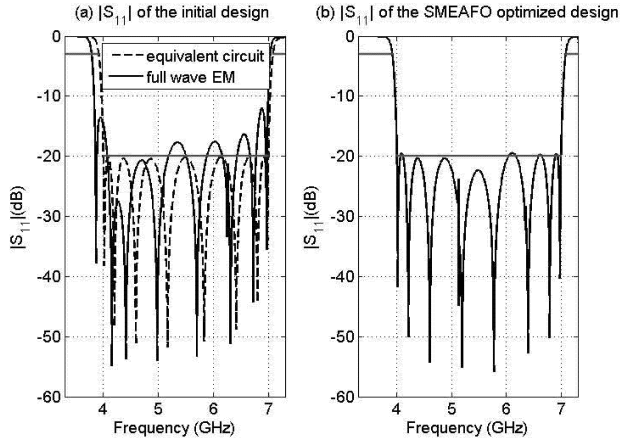 (a) |S11| of the initial design
(b) |S11| of the SMEAFO optimized design
equivalent circuit
full wave EM
0
-10
-20
-30
-40
-50
-60
|S11|(dB)
4
5
6
7
Frequency (GHz)
0
-10
-20
-30
-40
-50
-60
|S11|(dB)
4
5
6
7
Frequency (GHz)